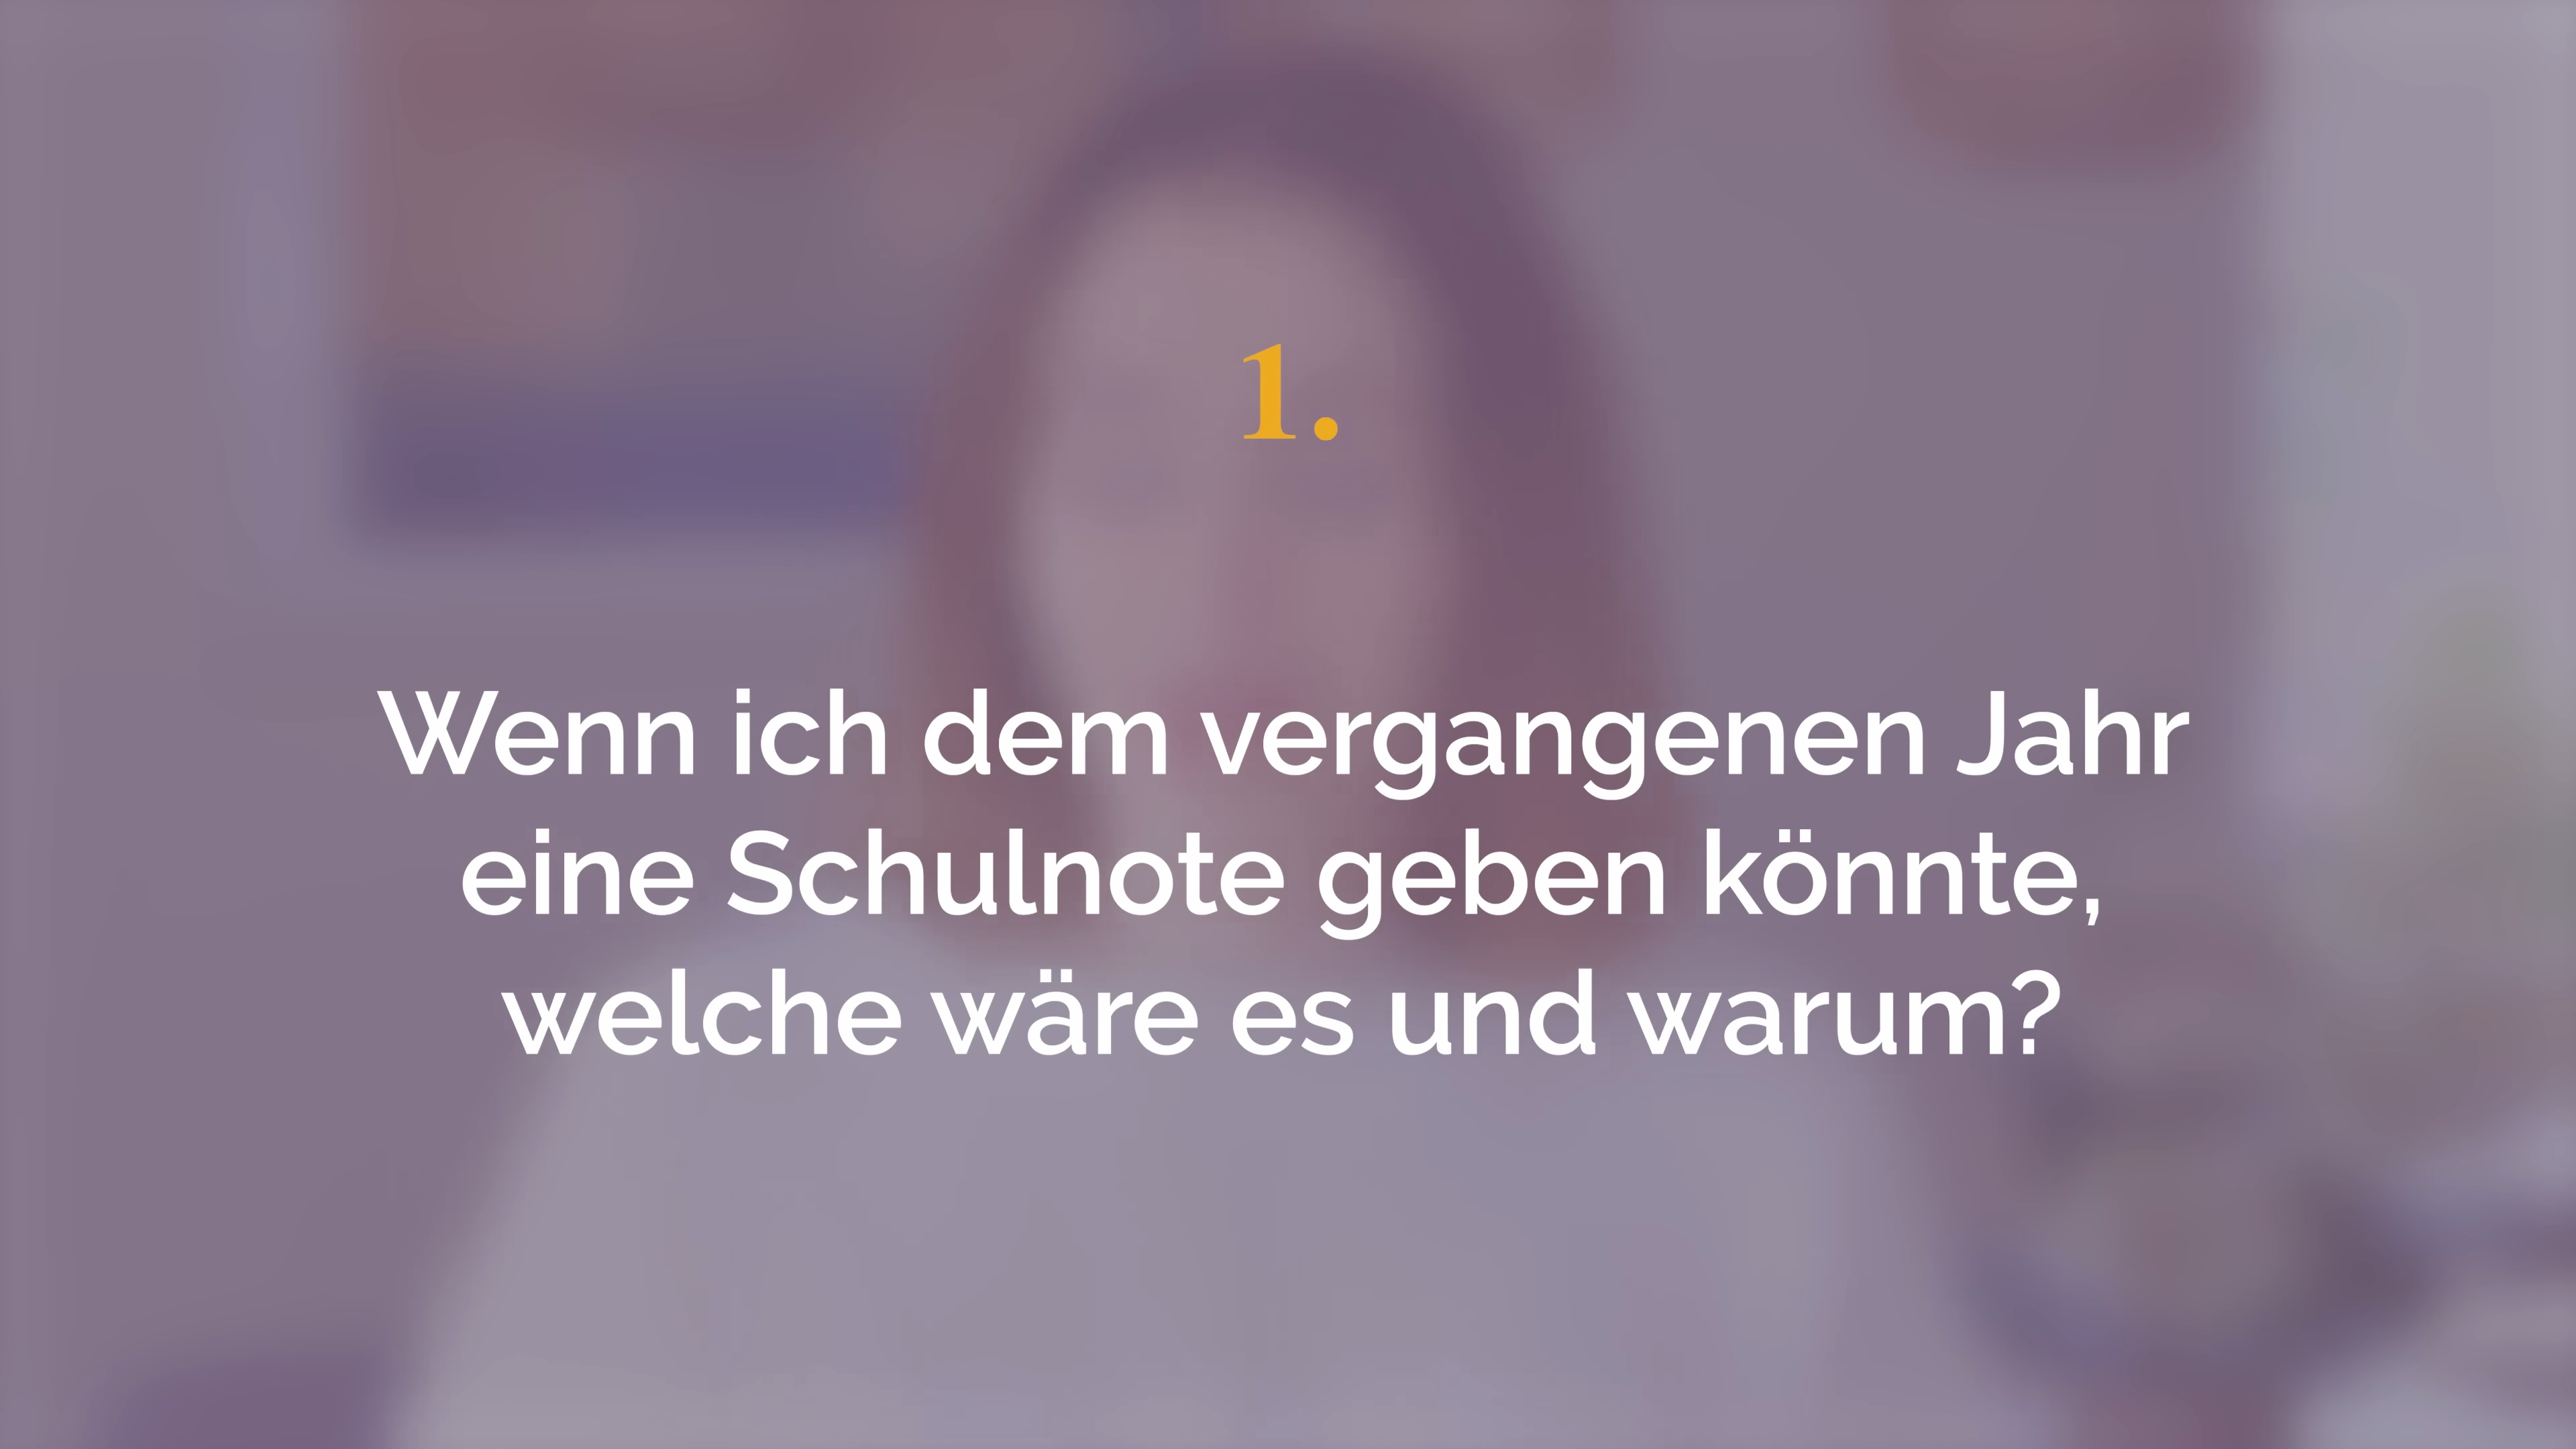 1.
Wenn ich dem vergangenen Jahr
eine Schulnote geben könnte,
welche wäre es und warum?